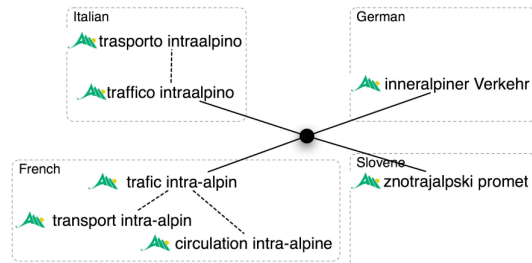 Italian
trasporto intraalpino
traffico intraalpino
German
inneralpiner Verkehr
French
trafic intra-alpin
transport intra-alpin
circulation intra-alpine
Slovene
znotrajalpski promet